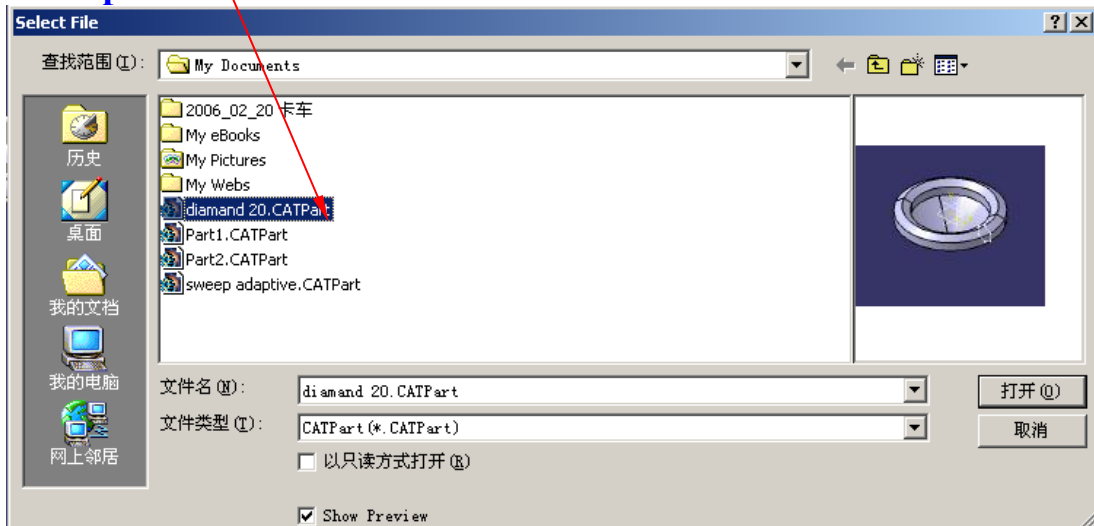 Select File
查找范围(I):
My Documents
历史
桌面
我的文档
我的电脑
网上邻居
2006_02_20 卡车
My eBooks
My Pictures
My Webs
diamand 20.CATPart
Part1.CATPart
Part2.CATPart
sweep adaptive.CATPart
文件名(N):
diamand 20.CATPart
打开(O)
文件类型(T):
CATPart(*.CATPart)
取消
以只读方式打开(R)
Show Preview